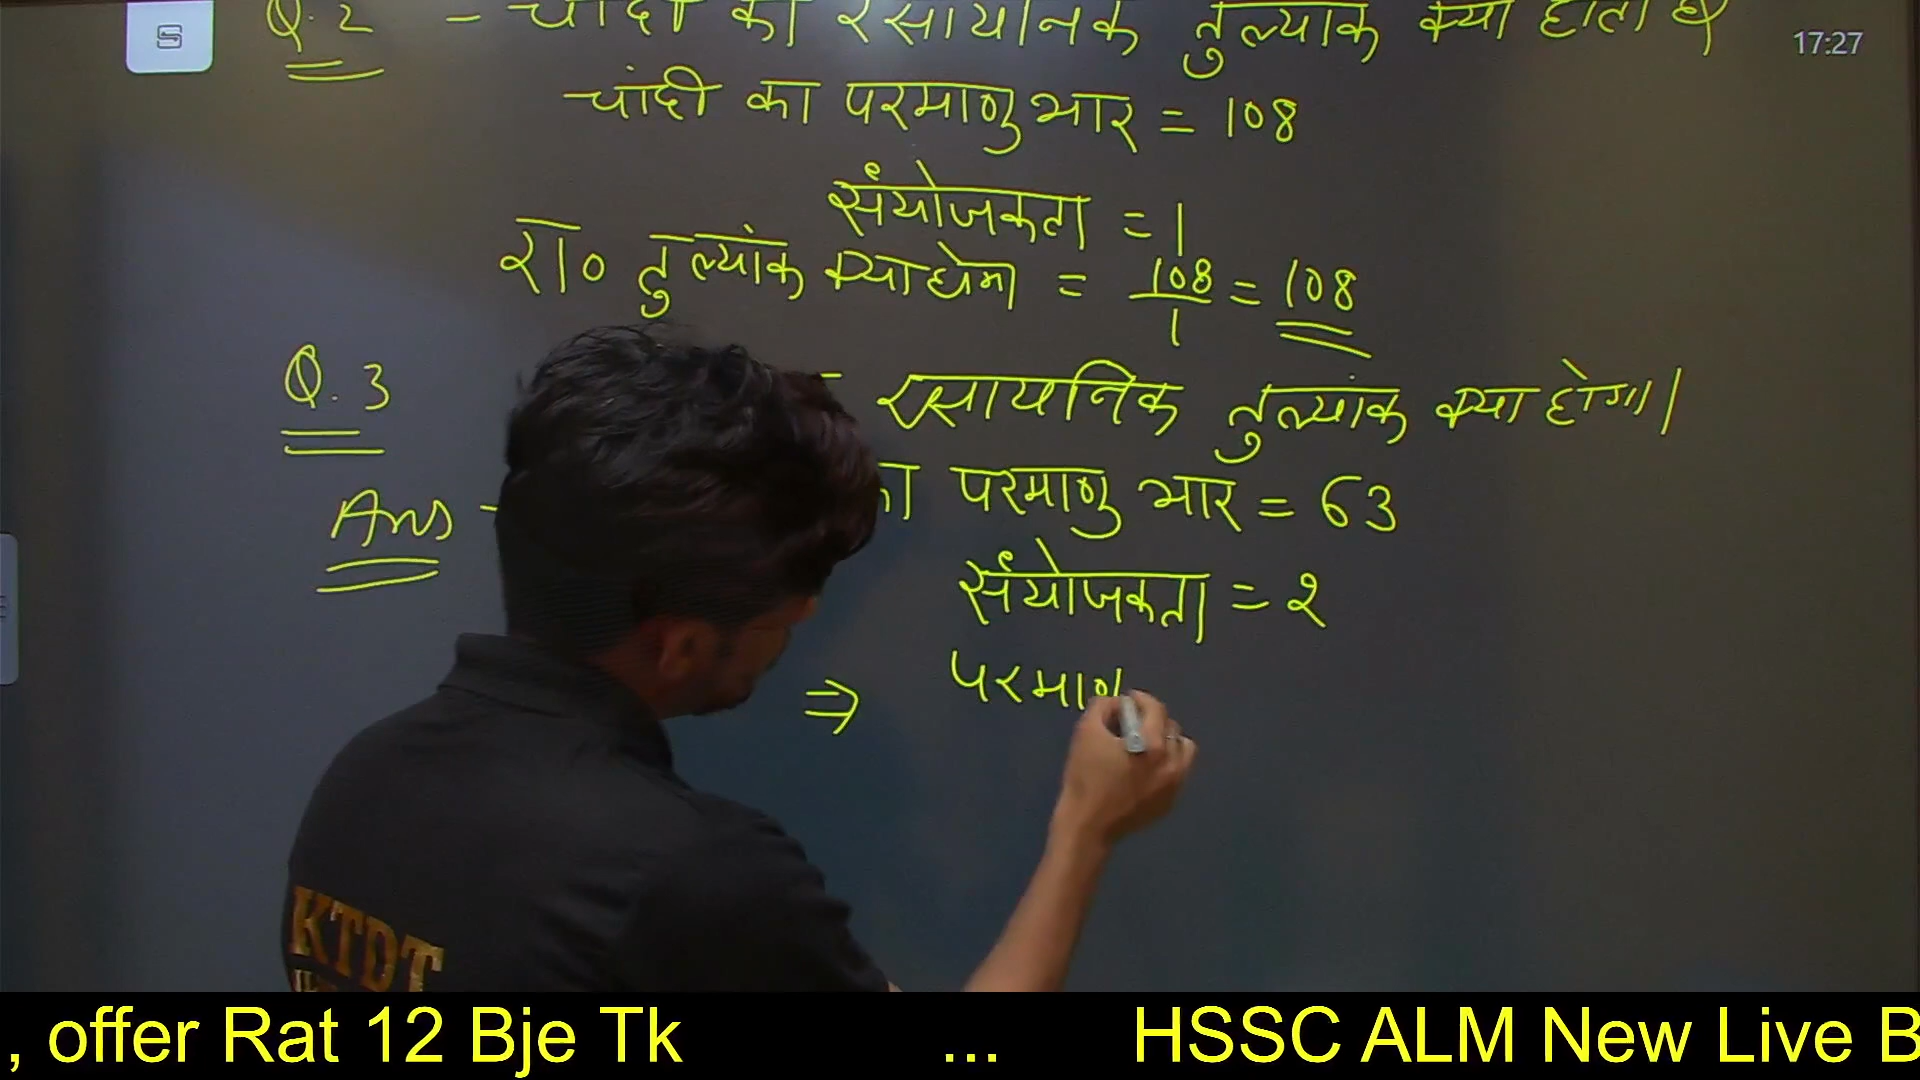 Q.2 - चांदी का रसायनिक तुल्यांक क्या होता है
17:27
चांदी का परमाणु भार = 108
संयोजकता = 1
रा० तुल्यांक = 108/1 = 108
Q.3 रसायनिक तुल्यांक क्या होगा।
Ans - का परमाणु भार = 63
संयोजकता = २
⇒ परमाणु
KTDT
, offer Rat 12 Bje Tk ... HSSC ALM New Live B